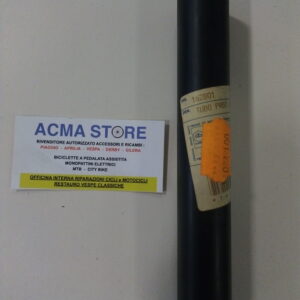 ACMA STORE
RIVENDITORE AUTORIZZATO ACCESSORI E RICAMBI :
PIAGGIO - APRILIA - VESPA - DERBY - GILERA
BICICLETTE A PEDALATA ASSISTITA
MONOPATTINI ELETTRICI
MTB - CITY BIKE
OFFICINA INTERNA RIPARAZIONI CICLI e MOTOCICLI
RESTAURO VESPE CLASSICHE
TUBO